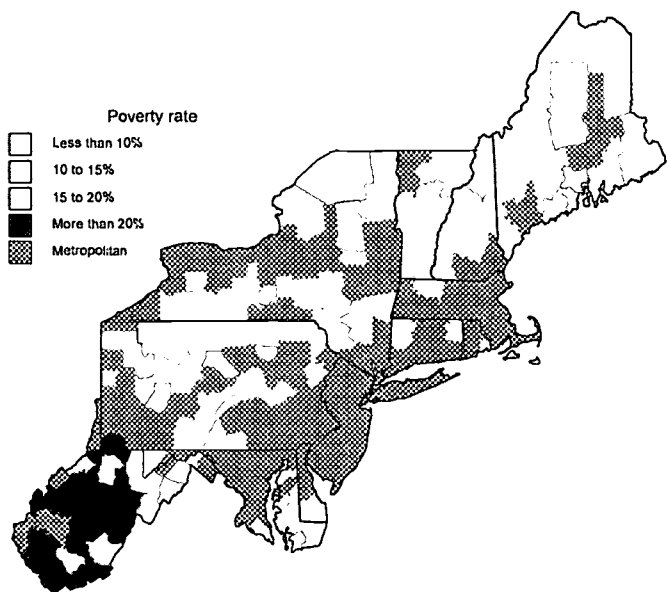 Poverty rate
Less than 10%
10 to 15%
15 to 20%
More than 20%
Metropolitan